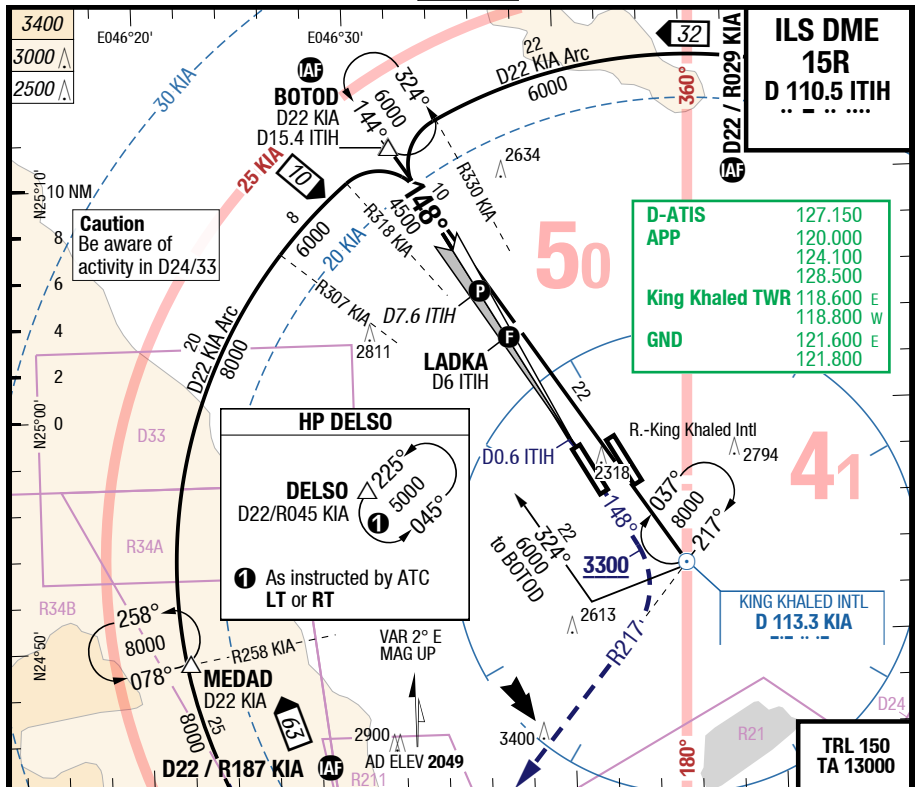 3400
3000
2500
E046°20'
E046°30'
30 KIA
IAF
BOTOD
D22 KIA
D15.4 ITIH
324°
6000
144°
22
D22 KIA Arc
6000
32
360°
D22 / R029 KIA
IAF
ILS DME
15R
D 110.5 ITIH
2634
R330 KIA
10
148°
4500
R318 KIA
25 KIA
10
N25°10'
10 NM
8
6
4
2
0
Caution
Be aware of
activity in D24/33
8
6000
20 KIA
R307 KIA
2811
20
D22 KIA Arc
8000
50
D-ATIS 127.150
APP 120.000
124.100
128.500
King Khaled TWR 118.600 E
118.800 W
GND 121.600 E
121.800
P
D7.6 ITIH
F
LADKA
D6 ITIH
22
N25°00'
D33
HP DELSO
DELSO
D22/R045 KIA
225°
5000
045°
1
1 As instructed by ATC
LT or RT
D0.6 ITIH
R.-King Khaled Intl
2318
2794
41
148°
037°
8000
217°
22
324°
6000
to BOTOD
3300
2613
R217
KING KHALED INTL
D 113.3 KIA
R34A
R34B
N24°50'
258°
8000
078°
R258 KIA
MEDAD
D22 KIA
25
8000
63
D22 / R187 KIA
IAF
VAR 2° E
MAG UP
2900
AD ELEV 2049
R211
3400
180°
R21
D24
TRL 150
TA 13000